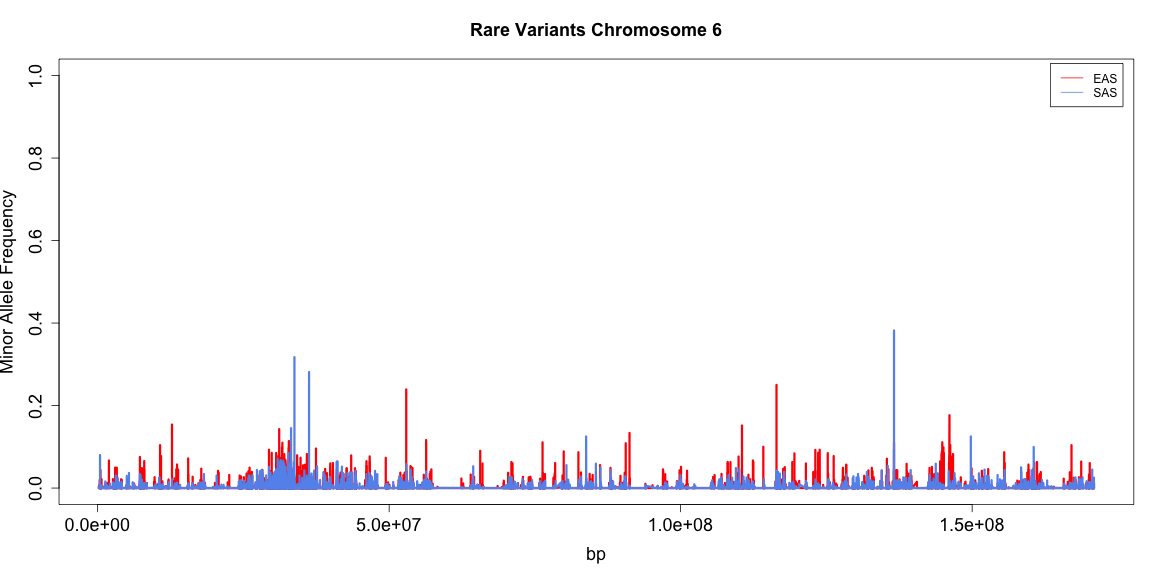 Rare Variants Chromosome 6
EAS
SAS
Minor Allele Frequency
1.0
0.8
0.6
0.4
0.2
0.0
0.0e+00
5.0e+07
1.0e+08
1.5e+08
bp